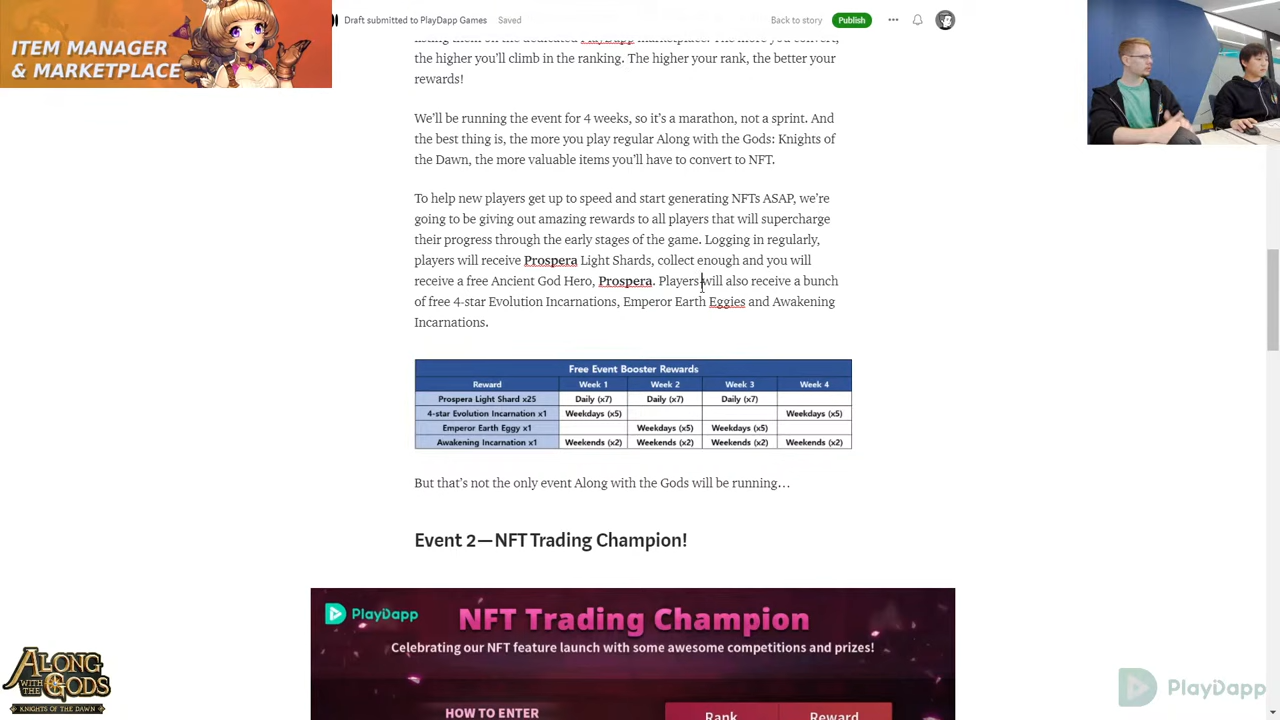 ITEM MANAGER
& MARKETPLACE
Draft submitted to PlayDapp Games Saved
Back to story Publish
listing them on the dedicated PlayDapp marketplace. The more you convert,
the higher you'll climb in the ranking. The higher your rank, the better your
rewards!
We'll be running the event for 4 weeks, so it's a marathon, not a sprint. And
the best thing is, the more you play regular Along with the Gods: Knights of
the Dawn, the more valuable items you'll have to convert to NFT.
To help new players get up to speed and start generating NFTs ASAP, we're
going to be giving out amazing rewards to all players that will supercharge
their progress through the early stages of the game. Logging in regularly,
players will receive Prospera Light Shards, collect enough and you will
receive a free Ancient God Hero, Prospera. Players will also receive a bunch
of free 4-star Evolution Incarnations, Emperor Earth Eggies and Awakening
Incarnations.
Free Event Booster Rewards
Reward Week 1 Week 2 Week 3 Week 4
Prospera Light Shard x25 Daily (x7) Daily (x7) Daily (x7)
4-star Evolution Incarnation x1 Weekdays (x5) Weekdays (x5)
Emperor Earth Eggy x1 Weekdays (x5) Weekdays (x5)
Awakening Incarnation x1 Weekends (x2) Weekends (x2) Weekends (x2) Weekends (x2)
But that's not the only event Along with the Gods will be running…
Event 2 — NFT Trading Champion!
PlayDapp
NFT Trading Champion
Celebrating our NFT feature launch with some awesome competitions and prizes!
HOW TO ENTER
Rank Reward
ALONG
WITH THE
GODS
KNIGHTS OF THE DAWN
PlayDapp